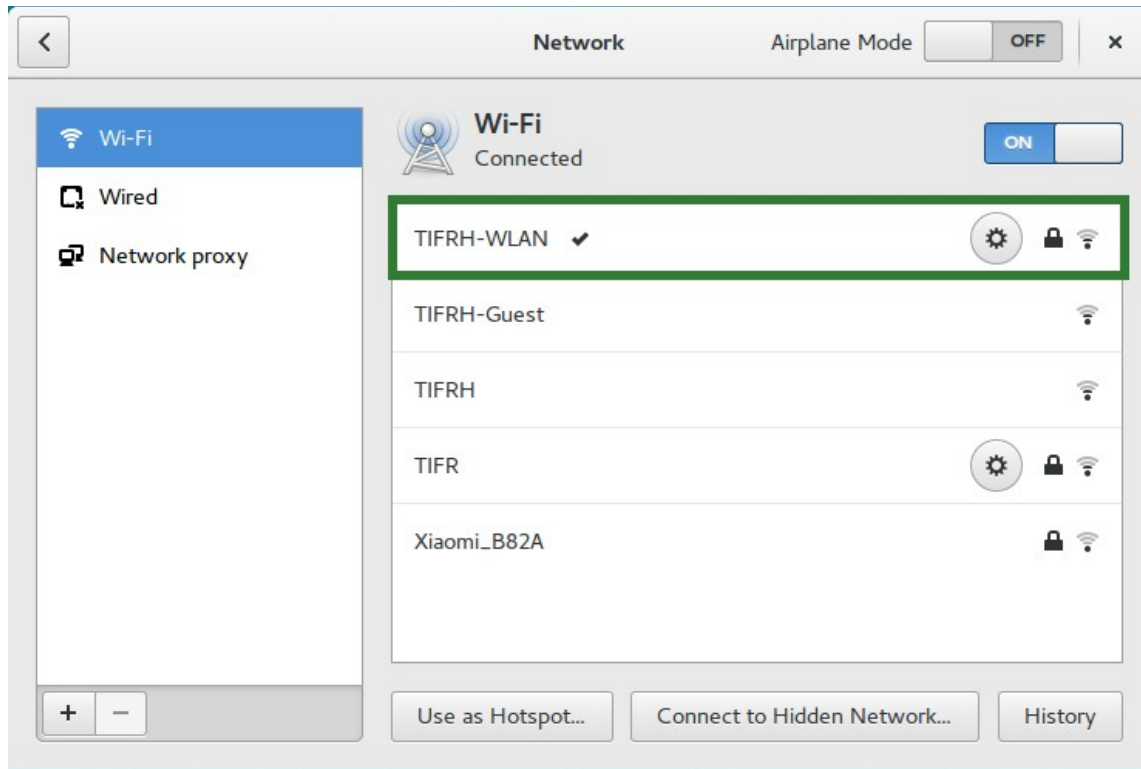 Network
Airplane Mode OFF
Wi-Fi
Wired
Network proxy
Wi-Fi
Connected
ON
TIFRH-WLAN
TIFRH-Guest
TIFRH
TIFR
Xiaomi_B82A
Use as Hotspot...
Connect to Hidden Network...
History